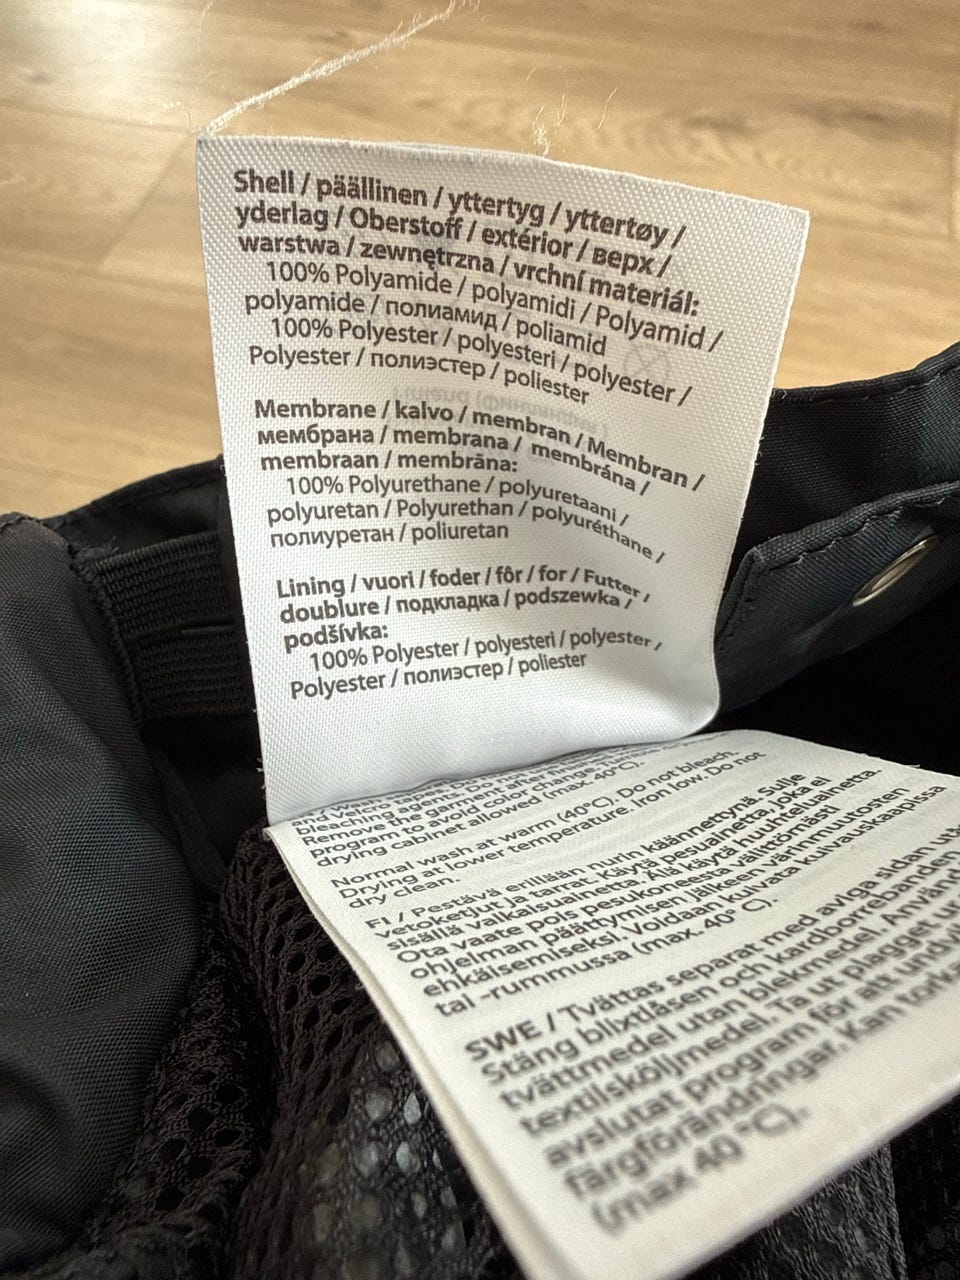 Shell / päällinen / yttertyg / yttertøy /
yderlag / Oberstoff / extérior / верх /
warstwa / zewnętrzna / vrchní materiál:
100% Polyamide / polyamidi / Polyamid /
polyamide / полиамид / poliamid
100% Polyester / polyesteri / polyester /
Polyester / полиэстер / poliester
Membrane / kalvo / membran / Membran /
мембрана / membrana / membrána /
membraan / membrāna:
100% Polyurethane / polyuretaani /
polyuretan / Polyurethan / polyuréthane /
полиуретан / poliuretan
Lining / vuori / foder / fôr / for / Futter /
doublure / подкладка / podszewka /
podšívka:
100% Polyester / polyesteri / polyester /
Polyester / полиэстер / poliester
bleaching agents.
Remove the garment after
program to avoid color change.
drying cabinet allowed (max.40°C).
Normal wash at warm (40°C). Do not bleach.
Drying at lower temperature. Iron low. Do not
dry clean.
FI / Pestävä erillään nurin käännettynä. Sulje
vetoketjut ja tarrat. Käytä pesuainetta, joka ei
sisällä valkaisuainetta. Älä käytä huuhteluainetta.
Ota vaate pois pesukoneesta välittömästi
ohjelman päättymisen jälkeen värinmuutosten
ehkäisemiseksi. Voidaan kuivata kuivauskaapissa
tai -rummussa (max. 40° C).
SWE / Tvättas separat med aviga sidan
Stäng blixtlåsen och kardborrebanden.
tvättmedel utan blekmedel. Använd
textilsköljmedel. Ta ut plagget
avslutat program för att
färgförändringar. Kan
(max 40 °C).